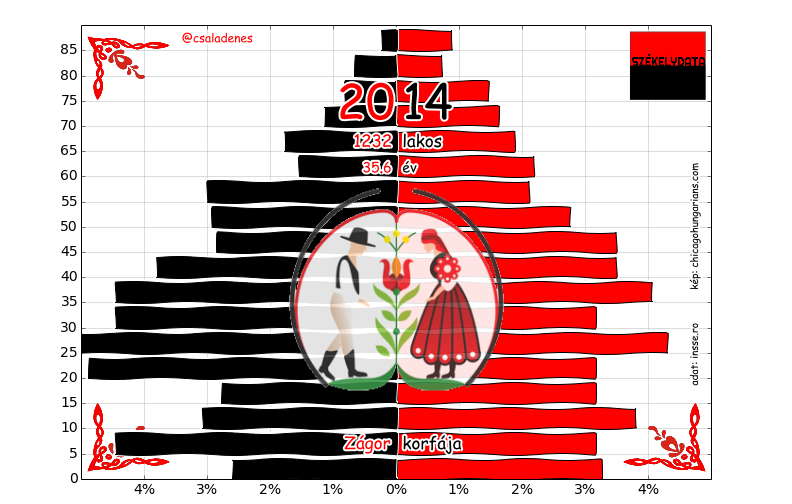 @csaladenes
SZÉKELYDATA
2014
1232 lakos
35.6 év
kép: chicagohungarians.com
adat: insse.ro
Zágor korfája
85
80
75
70
65
60
55
50
45
40
35
30
25
20
15
10
5
0
4% 3% 2% 1% 0% 1% 2% 3% 4%